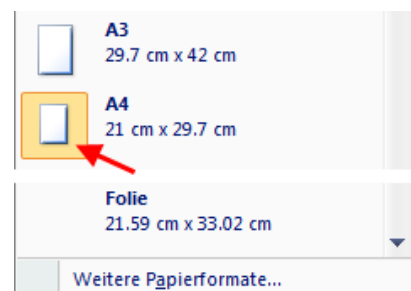 A3
29.7 cm x 42 cm
A4
21 cm x 29.7 cm
Folie
21.59 cm x 33.02 cm
Weitere Papierformate...